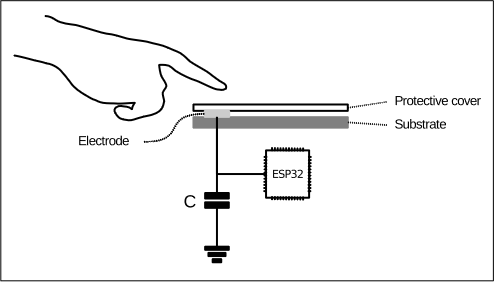 Protective cover
Substrate
Electrode
ESP32
C